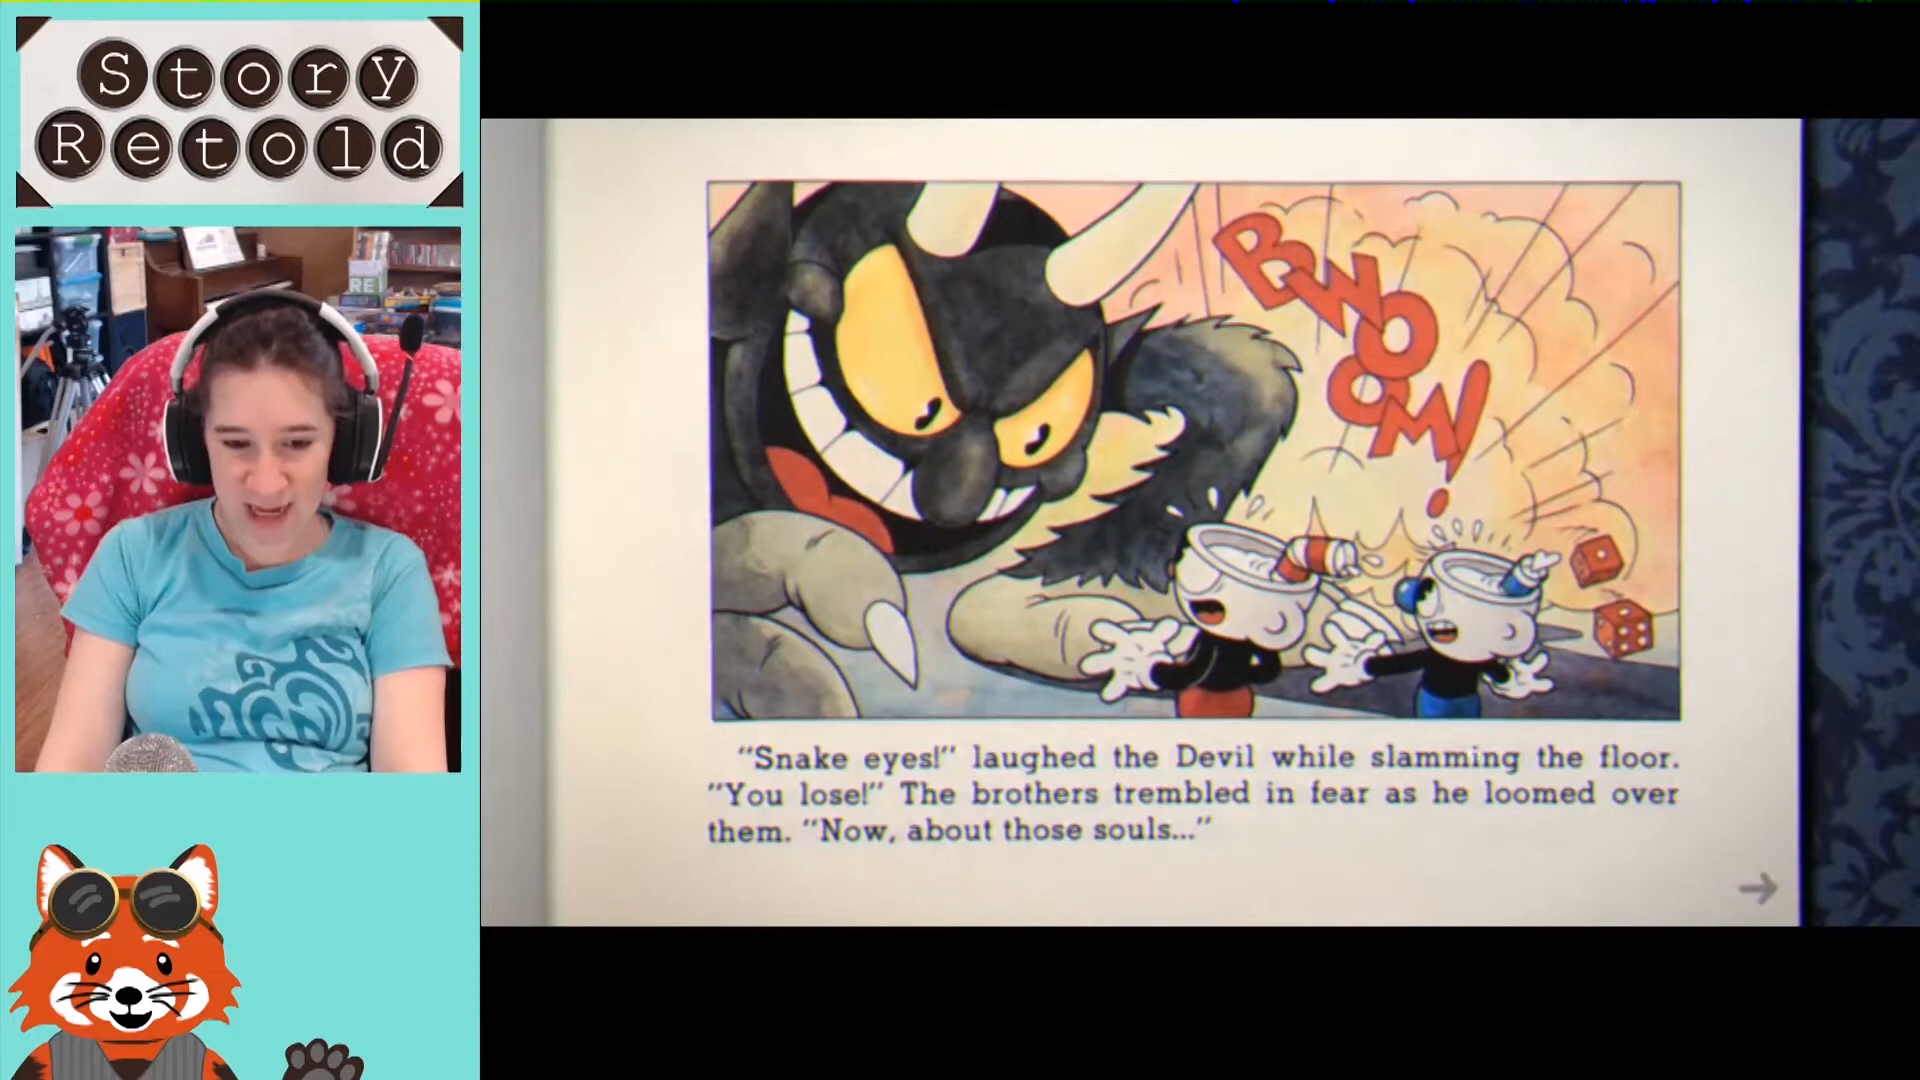 Story
Retold
RE
BWOOM!
“Snake eyes!” laughed the Devil while slamming the floor.
“You lose!” The brothers trembled in fear as he loomed over
them. “Now, about those souls...”